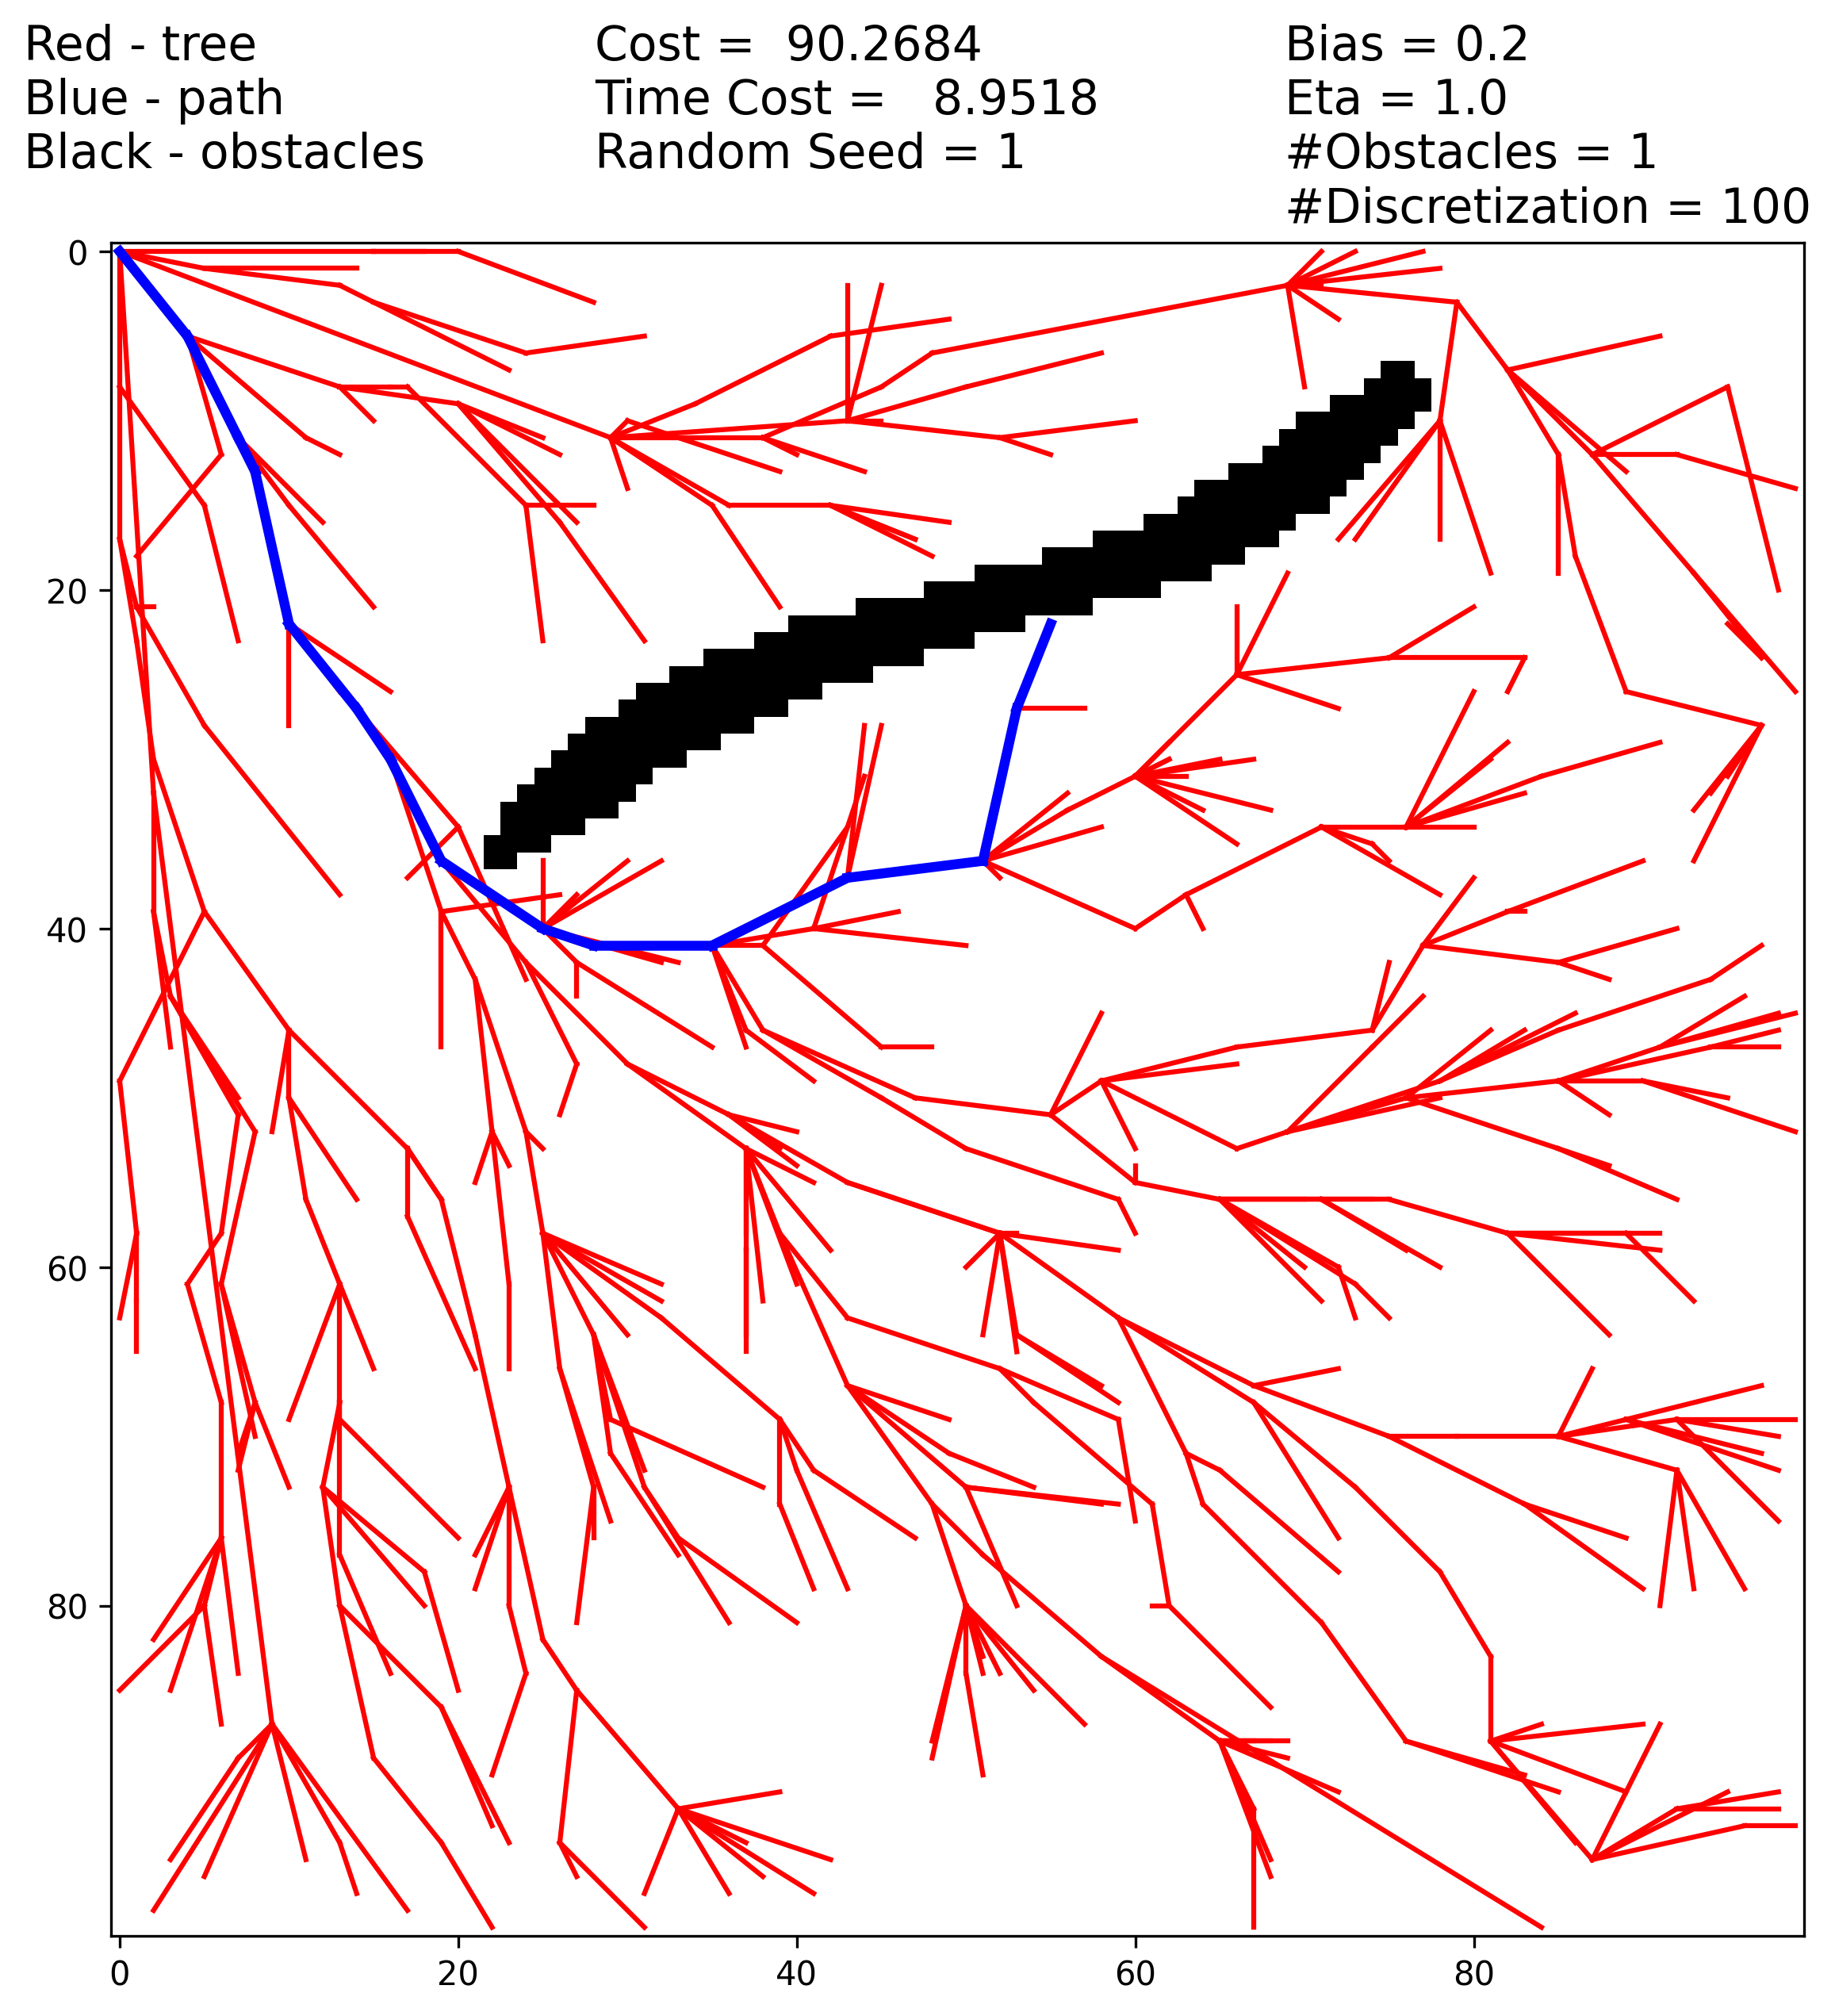 Red - tree
Blue - path
Black - obstacles
Cost = 90.2684
Time Cost = 8.9518
Random Seed = 1
Bias = 0.2
Eta = 1.0
#Obstacles = 1
#Discretization = 100
0
20
40
60
80
0 20 40 60 80